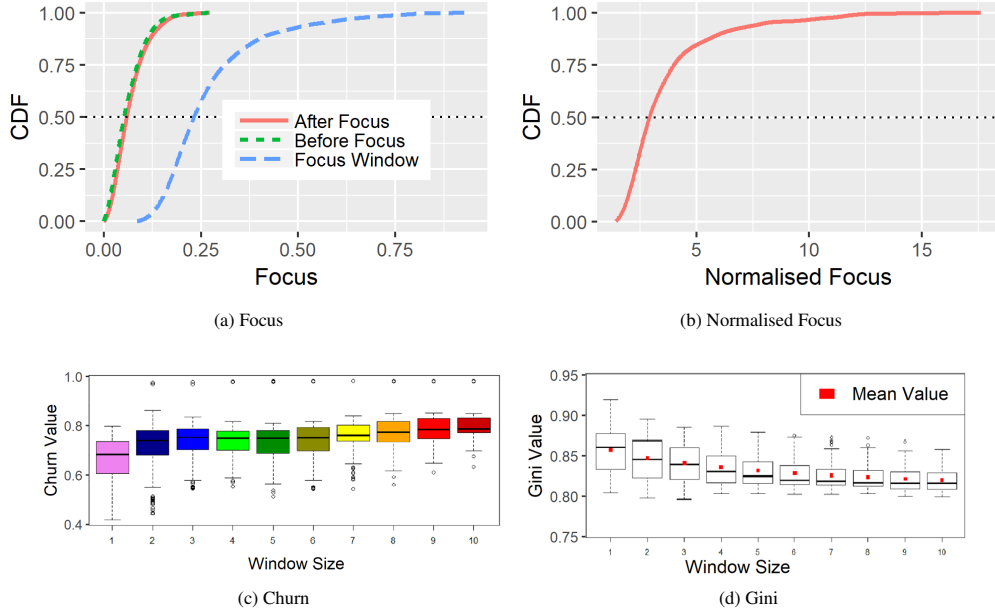 CDF
1.00
0.75
0.50
0.25
0.00
After Focus
Before Focus
Focus Window
0.00 0.25 0.50 0.75
Focus
(a) Focus
CDF
1.00
0.75
0.50
0.25
0.00
5 10 15
Normalised Focus
(b) Normalised Focus
Churn Value
1.0
0.8
0.6
0.4
1 2 3 4 5 6 7 8 9 10
Window Size
(c) Churn
Gini Value
0.95
0.90
0.85
0.80
0.75
Mean Value
1 2 3 4 5 6 7 8 9 10
Window Size
(d) Gini